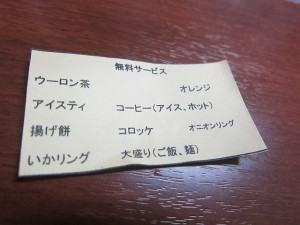 無料サービス
ウーロン茶 オレンジ
アイスティ コーヒー(アイス、ホット)
揚げ餅 コロッケ オニオンリング
いかリング 大盛り(ご飯、麺)